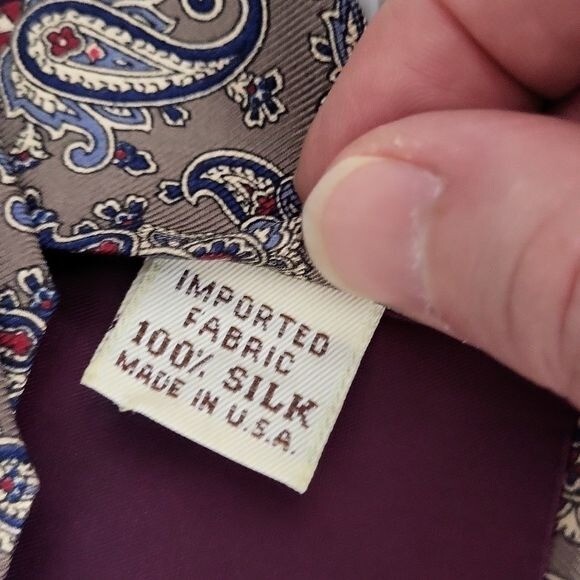 IMPORTED
FABRIC
100% SILK
MADE IN U.S.A.